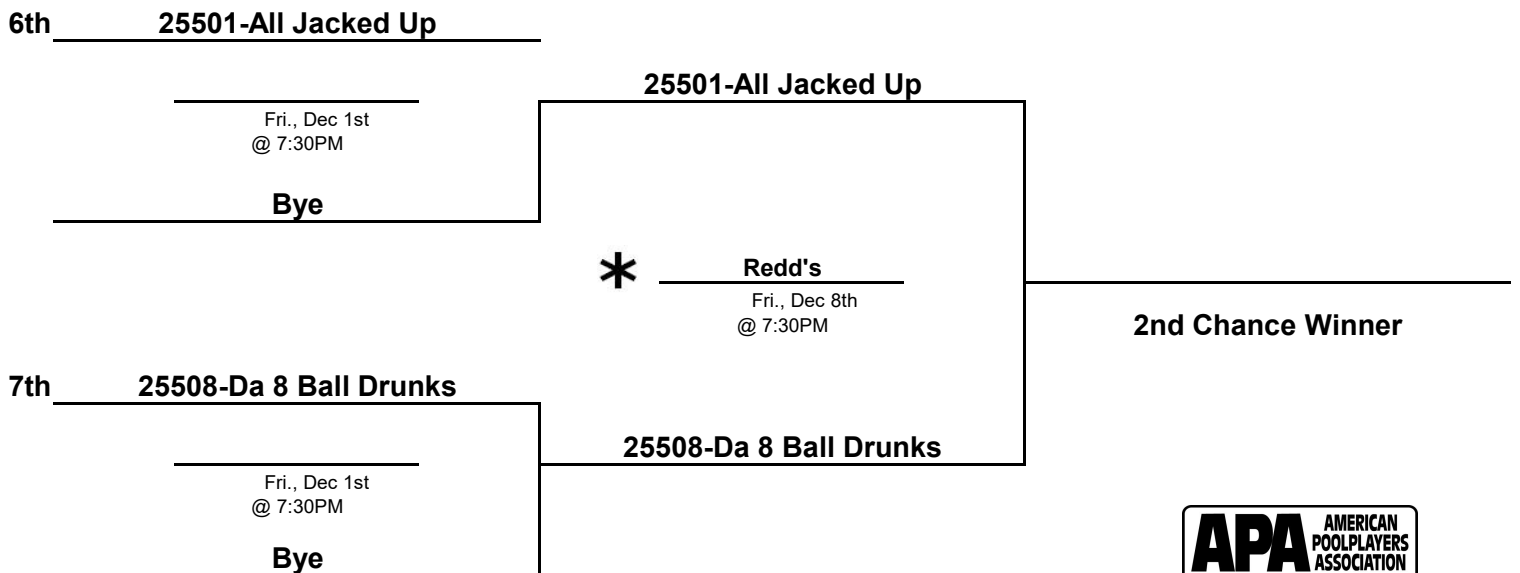 6th 25501-All Jacked Up
25501-All Jacked Up
Fri., Dec 1st
@ 7:30PM
Bye
* Redd's
Fri., Dec 8th
@ 7:30PM
2nd Chance Winner
7th 25508-Da 8 Ball Drunks
25508-Da 8 Ball Drunks
Fri., Dec 1st
@ 7:30PM
Bye
APA AMERICAN
POOLPLAYERS
ASSOCIATION